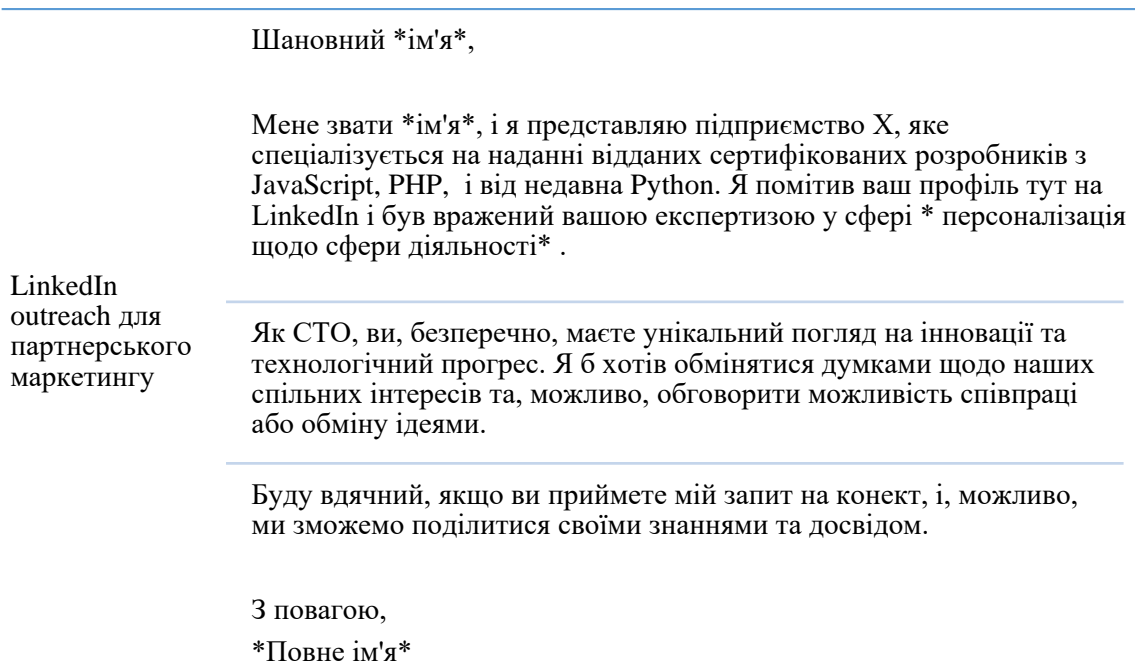 Шановний *ім'я*,
Мене звати *ім'я*, і я представляю підприємство X, яке
спеціалізується на наданні відданих сертифікованих розробників з
JavaScript, PHP,  і від недавна Python. Я помітив ваш профіль тут на
LinkedIn і був вражений вашою експертизою у сфері * персоналізація
щодо сфери діяльності* .
LinkedIn
outreach для
партнерського
маркетингу
Як CTO, ви, безперечно, маєте унікальний погляд на інновації та
технологічний прогрес. Я б хотів обмінятися думками щодо наших
спільних інтересів та, можливо, обговорити можливість співпраці
або обміну ідеями.
Буду вдячний, якщо ви приймете мій запит на конект, і, можливо,
ми зможемо поділитися своїми знаннями та досвідом.
З повагою,
*Повне ім'я*